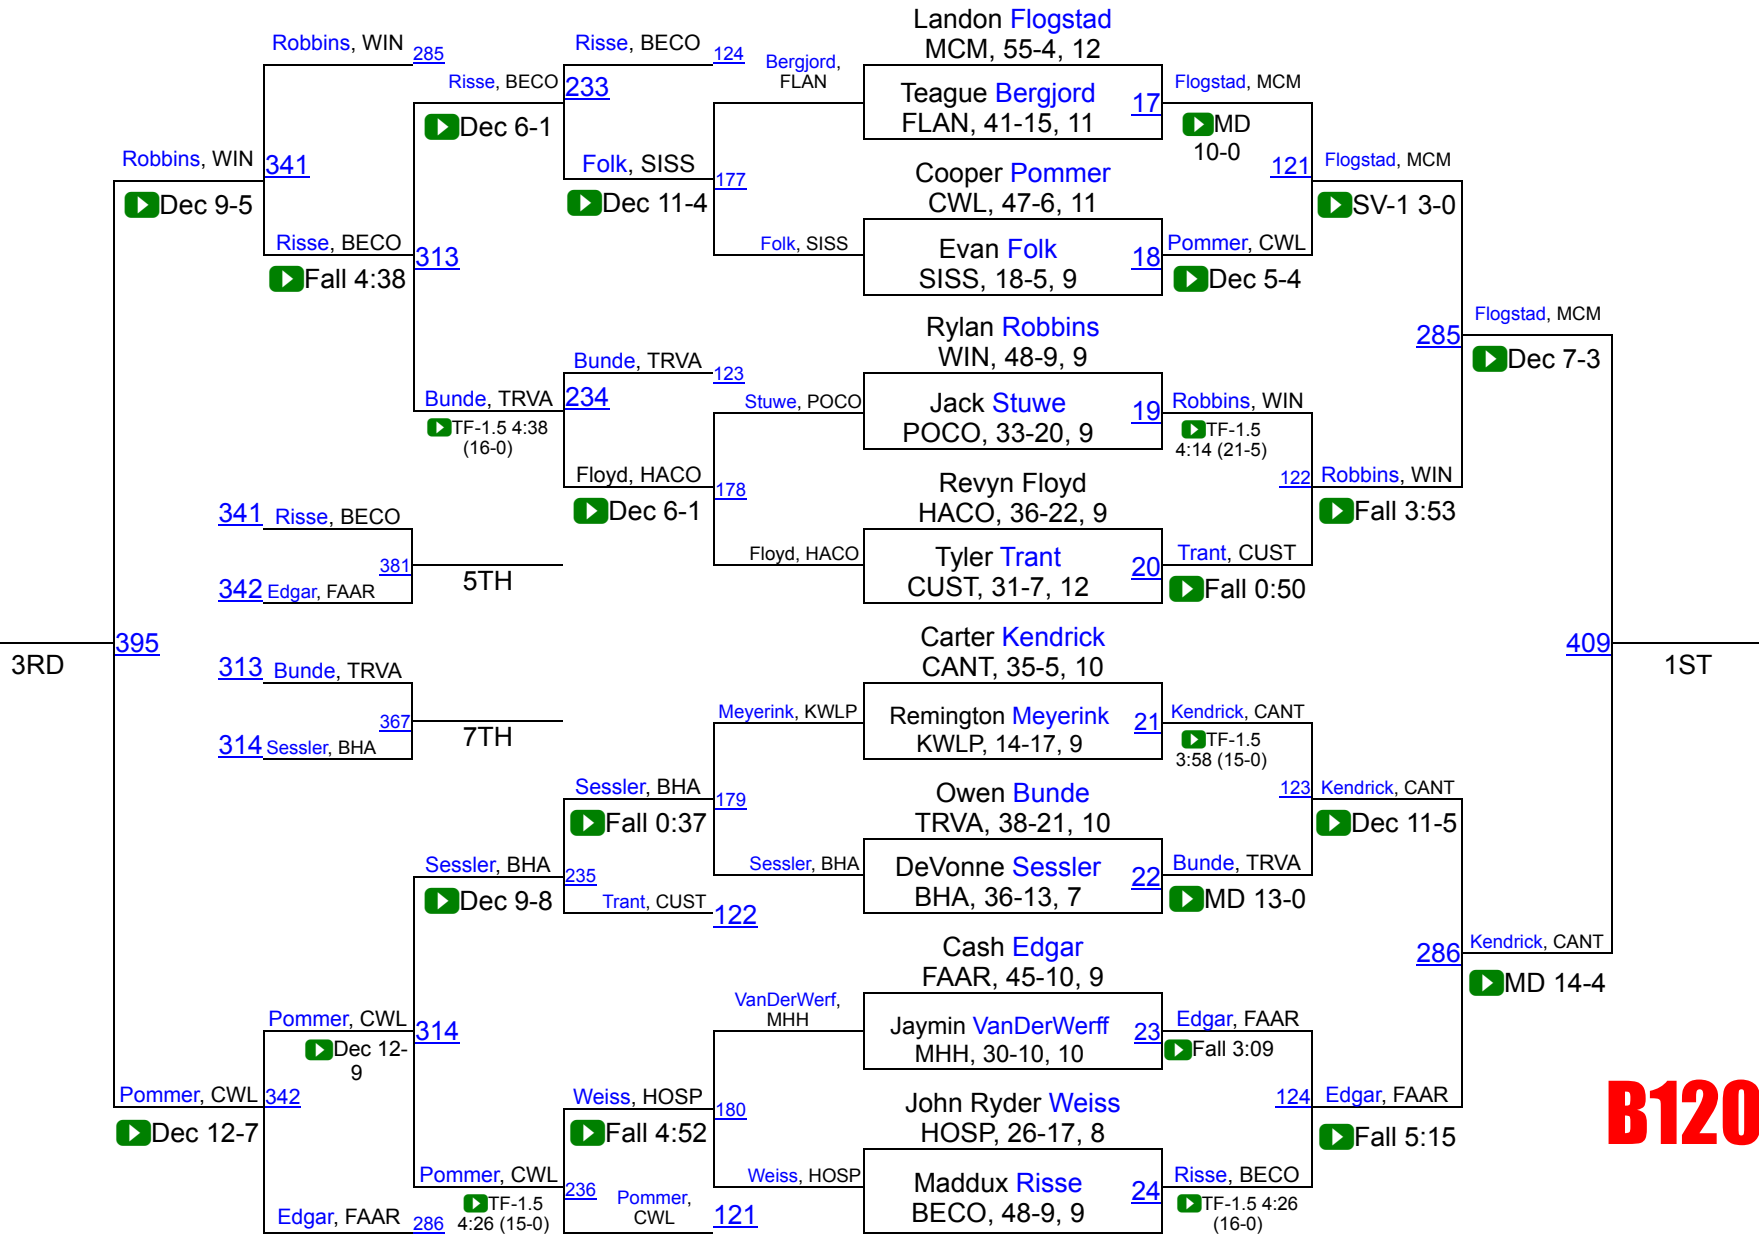 Landon Flogstad
MCM, 55-4, 12
Robbins, WIN 285
Risse, BECO 124
Bergjord,
FLAN
Risse, BECO 233
Teague Bergjord 17
FLAN, 41-15, 11
Flogstad, MCM
Dec 6-1
MD
10-0
Robbins, WIN 341
Folk, SISS 177
Cooper Pommer
CWL, 47-6, 11
121 Flogstad, MCM
Dec 9-5
Dec 11-4
SV-1 3-0
Risse, BECO 313
Folk, SISS
Evan Folk 18
SISS, 18-5, 9
Pommer, CWL
Fall 4:38
Dec 5-4
Rylan Robbins
WIN, 48-9, 9
285 Flogstad, MCM
Dec 7-3
Bunde, TRVA 123
Bunde, TRVA 234
Stuwe, POCO
Jack Stuwe 19
POCO, 33-20, 9
Robbins, WIN
TF-1.5 4:38
(16-0)
TF-1.5
4:14 (21-5)
Floyd, HACO 178
Revyn Floyd
HACO, 36-22, 9
122 Robbins, WIN
Dec 6-1
Fall 3:53
341 Risse, BECO
381
5TH
342 Edgar, FAAR
Floyd, HACO
Tyler Trant 20
CUST, 31-7, 12
Trant, CUST
Fall 0:50
395
3RD
Carter Kendrick
CANT, 35-5, 10
409
1ST
313 Bunde, TRVA
367
7TH
314 Sessler, BHA
Meyerink, KWLP
Remington Meyerink 21
KWLP, 14-17, 9
Kendrick, CANT
TF-1.5
3:58 (15-0)
Sessler, BHA 179
Owen Bunde
TRVA, 38-21, 10
123 Kendrick, CANT
Fall 0:37
Dec 11-5
Sessler, BHA 235
Sessler, BHA
DeVonne Sessler 22
BHA, 36-13, 7
Bunde, TRVA
Dec 9-8
Trant, CUST 122
MD 13-0
Cash Edgar
FAAR, 45-10, 9
286 Kendrick, CANT
MD 14-4
VanDerWerf,
MHH
Pommer, CWL 314
Jaymin VanDerWerff 23
MHH, 30-10, 10
Edgar, FAAR
Dec 12-
9
Fall 3:09
Pommer, CWL 342
Weiss, HOSP 180
John Ryder Weiss
HOSP, 26-17, 8
124 Edgar, FAAR
B120
Dec 12-7
Fall 4:52
Fall 5:15
Pommer, CWL 236
Weiss, HOSP
Maddux Risse 24
BECO, 48-9, 9
Risse, BECO
TF-1.5
4:26 (15-0)
Pommer,
CWL 121
TF-1.5 4:26
(16-0)
Edgar, FAAR 286